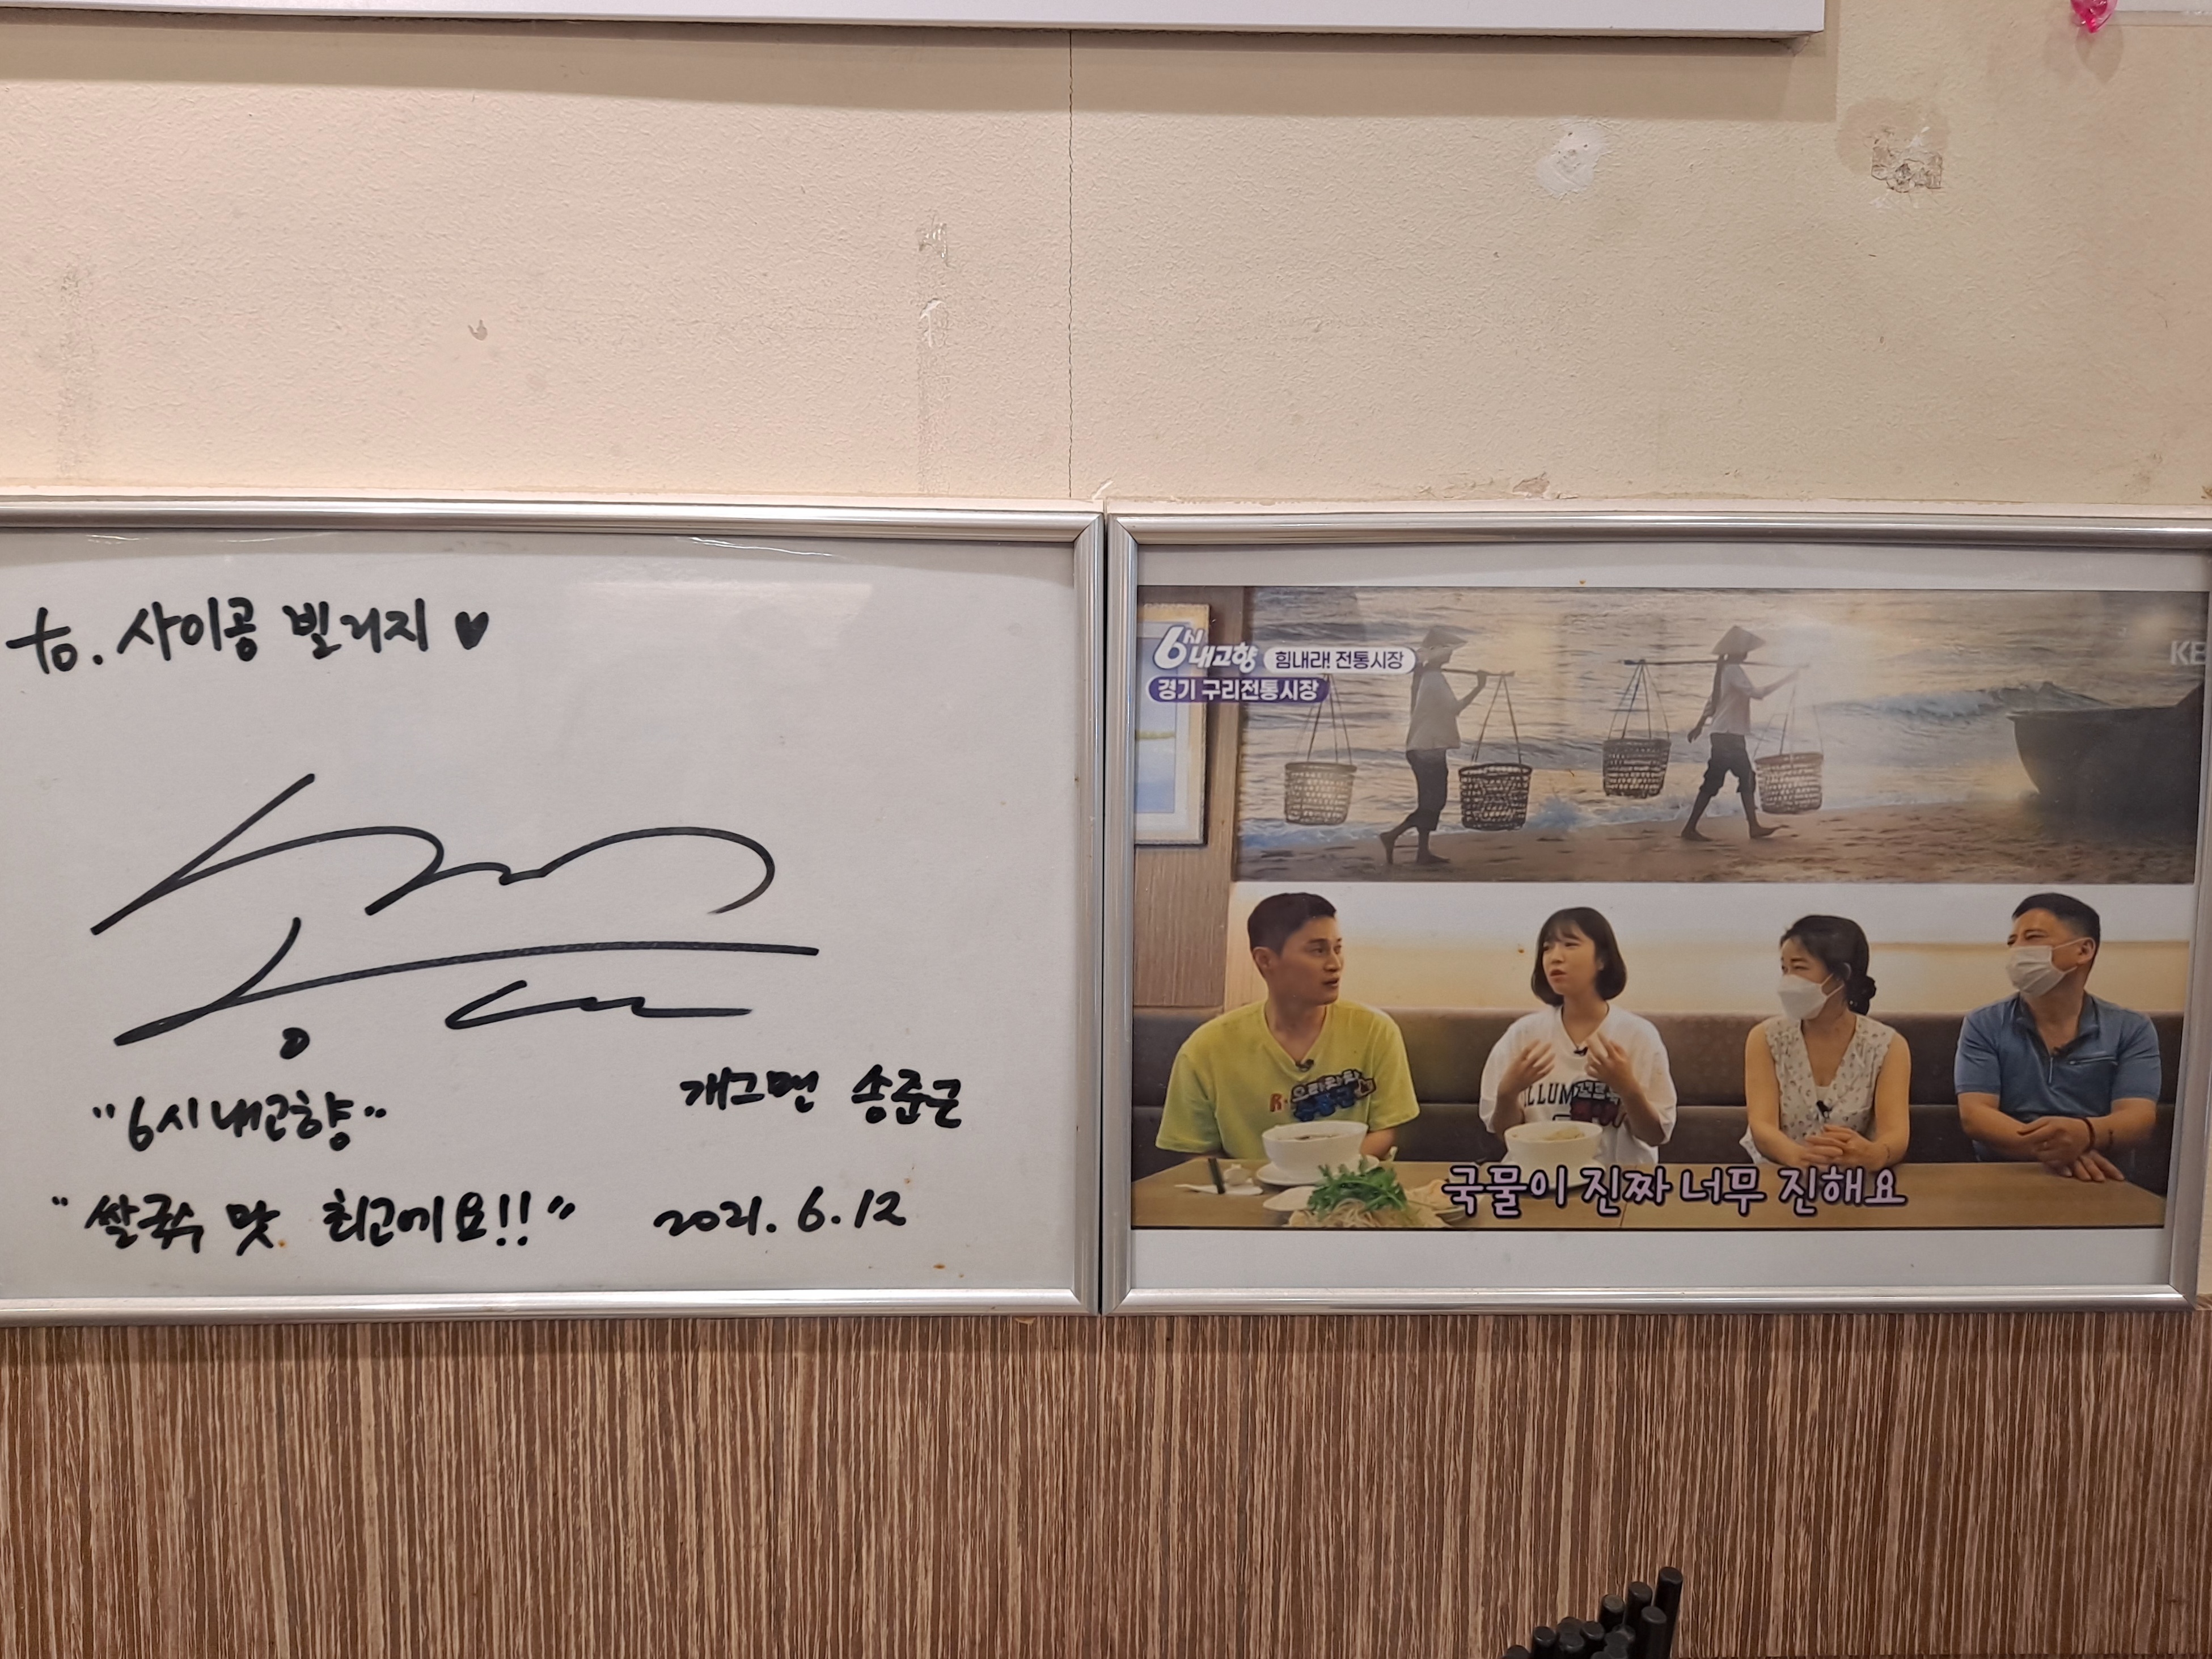 to. 사이공 빌리지 ♥
개그맨 송준근
"6시내고향"
"쌀국수 맛 최고에요!!" 2021. 6. 12
6시내고향 힘내라! 전통시장
경기 구리전통시장
KB
국물이 진짜 너무 진해요